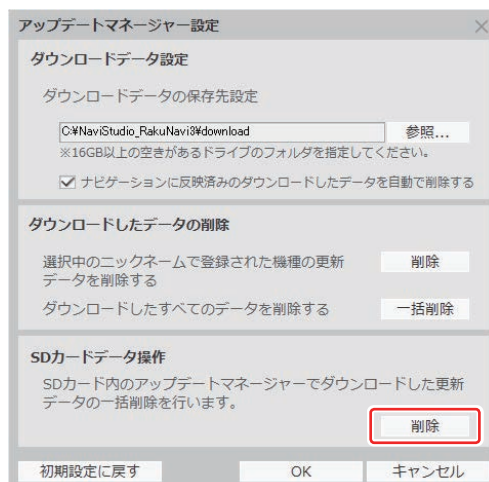 アップデートマネージャー設定
ダウンロードデータ設定
ダウンロードデータの保存先設定
C:¥NaviStudio_RakuNavi3¥download
参照...
※16GB以上の空きがあるドライブのフォルダを指定してください。
ナビゲーションに反映済みのダウンロードしたデータを自動で削除する
ダウンロードしたデータの削除
選択中のニックネームで登録された機種の更新
データを削除する
削除
ダウンロードしたすべてのデータを削除する
一括削除
SDカードデータ操作
SDカード内のアップデートマネージャーでダウンロードした更新
データの一括削除を行います。
削除
初期設定に戻す
OK
キャンセル